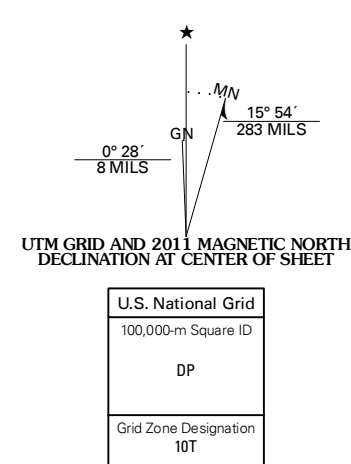 ★
MN
GN
15° 54´
283 MILS
0° 28´
8 MILS
UTM GRID AND 2011 MAGNETIC NORTH
DECLINATION AT CENTER OF SHEET
U.S. National Grid
100,000-m Square ID
DP
Grid Zone Designation
10T